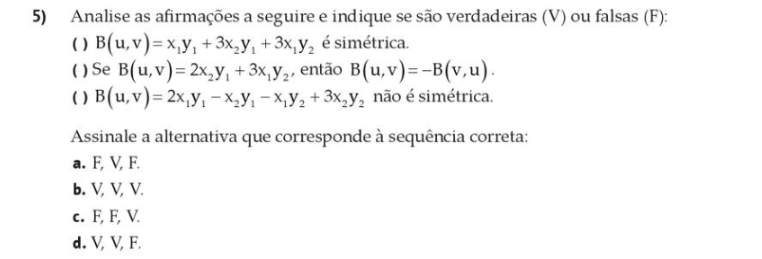 5) Analise as afirmações a seguire e indique se são verdadeiras (V) ou falsas (F):
( ) B(u,v)=x₁y₁+3x₂y₁+3x₁y₂ é simétrica.
( ) Se B(u,v)=2x₂y₁+3x₁y₂, então B(u,v)=−B(v,u).
( ) B(u,v)=2x₁y₁−x₂y₁−x₁y₂+3x₂y₂ não é simétrica.
Assinale a alternativa que corresponde à sequência correta:
a. F, V, F.
b. V, V, V.
c. F, F, V.
d. V, V, F.